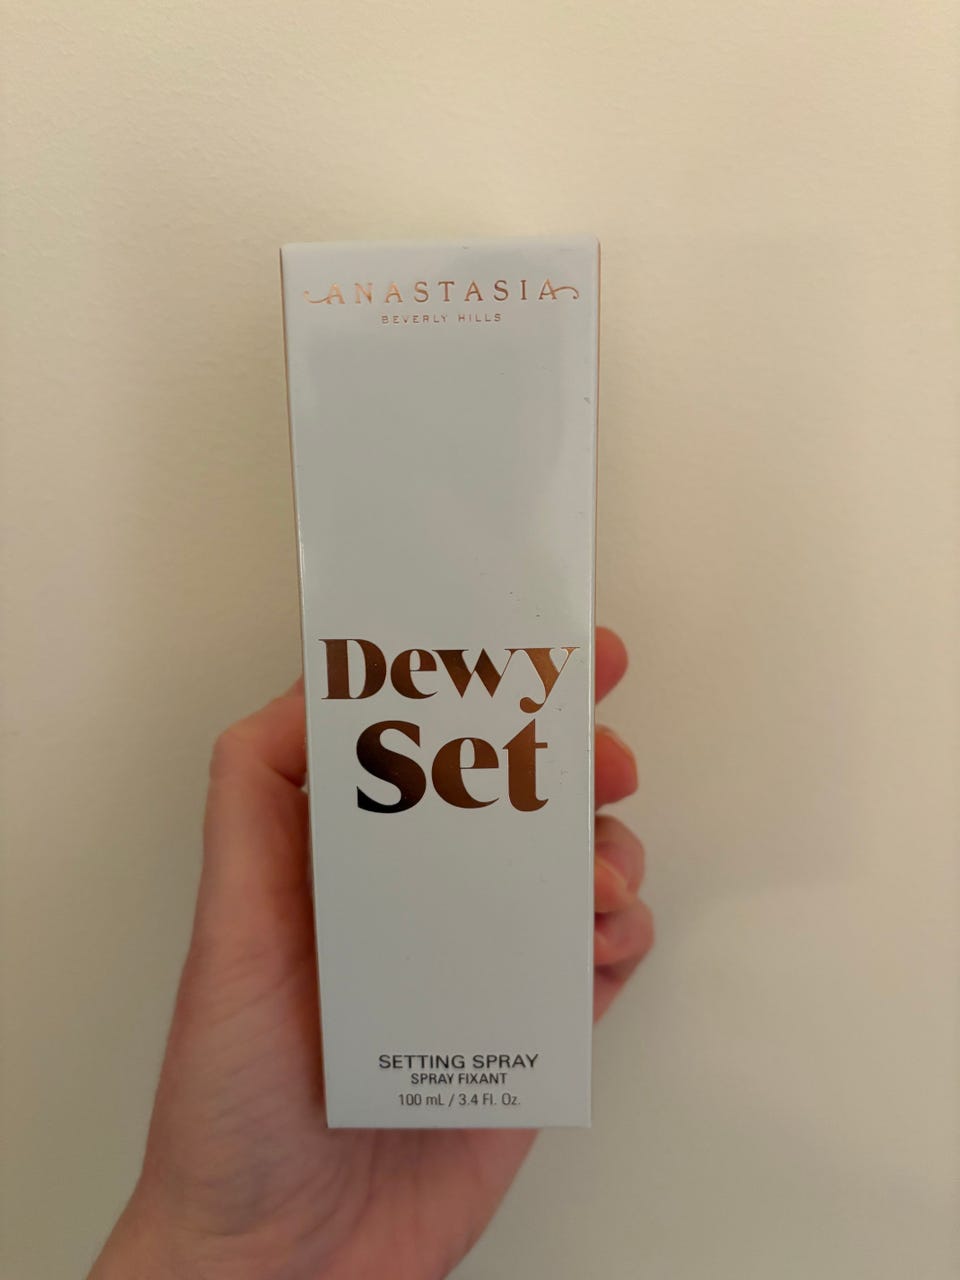 ANASTASIA
BEVERLY HILLS
Dewy
Set
SETTING SPRAY
SPRAY FIXANT
100 mL / 3.4 Fl. Oz.